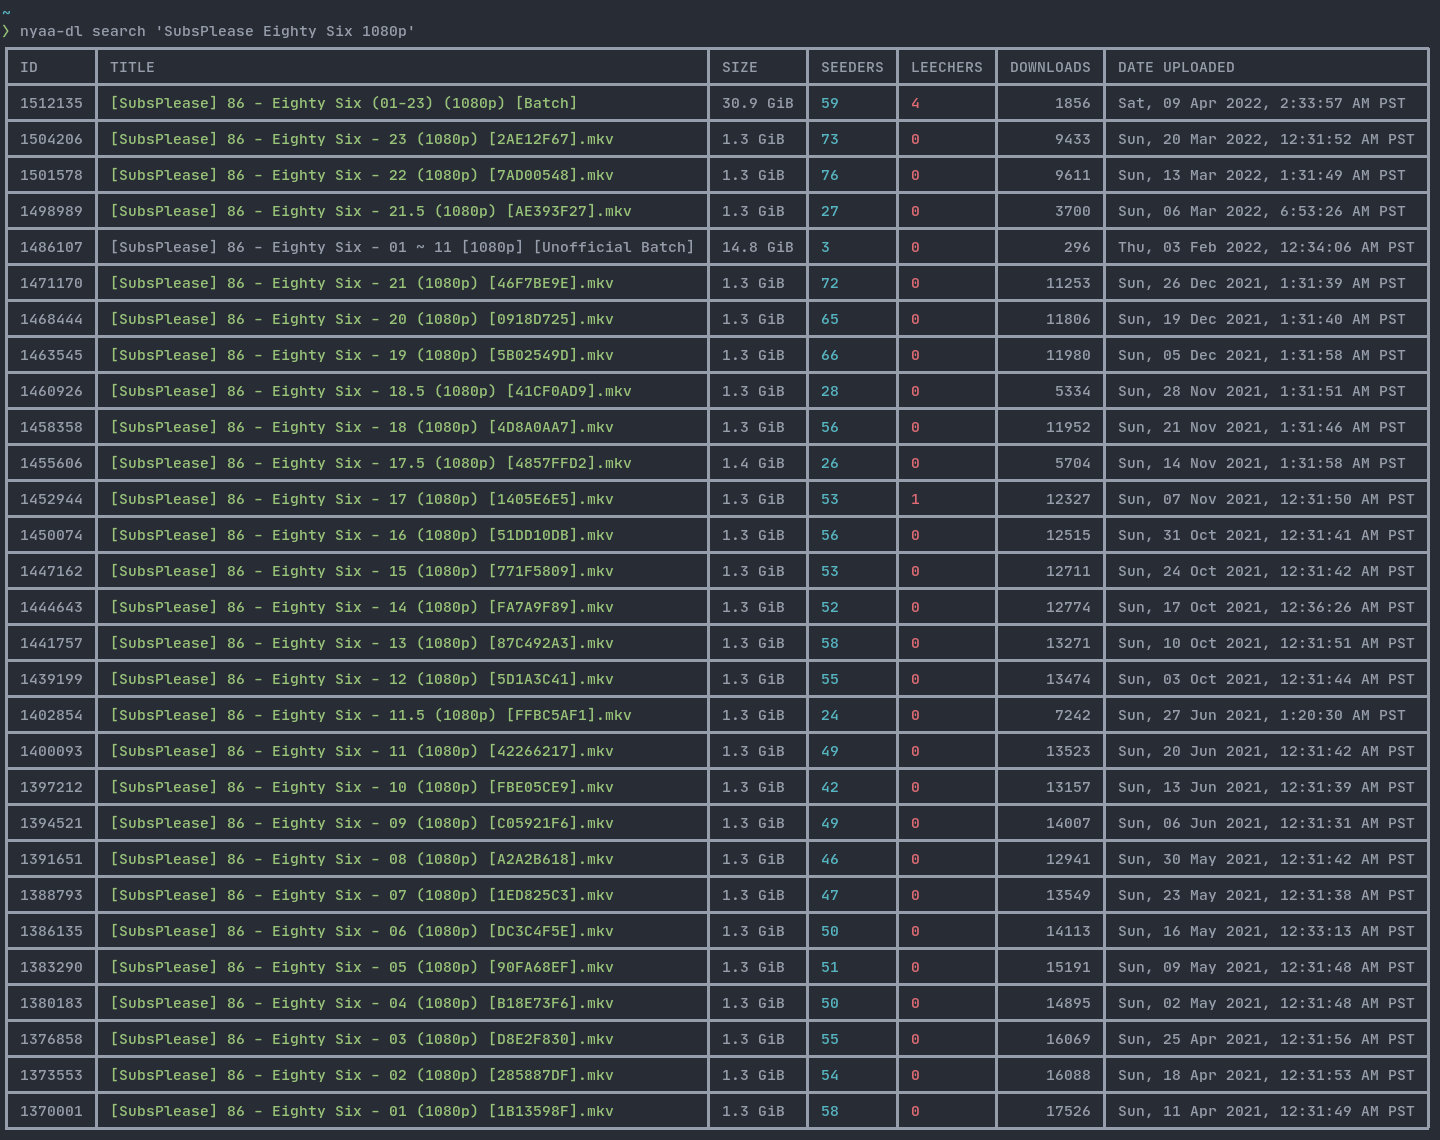 ~
❯ nyaa-dl search 'SubsPlease Eighty Six 1080p'
ID TITLE SIZE SEEDERS LEECHERS DOWNLOADS DATE UPLOADED
1512135 [SubsPlease] 86 - Eighty Six (01-23) (1080p) [Batch] 30.9 GiB 59 4 1856 Sat, 09 Apr 2022, 2:33:57 AM PST
1504206 [SubsPlease] 86 - Eighty Six - 23 (1080p) [2AE12F67].mkv 1.3 GiB 73 0 9433 Sun, 20 Mar 2022, 12:31:52 AM PST
1501578 [SubsPlease] 86 - Eighty Six - 22 (1080p) [7AD00548].mkv 1.3 GiB 76 0 9611 Sun, 13 Mar 2022, 1:31:49 AM PST
1498989 [SubsPlease] 86 - Eighty Six - 21.5 (1080p) [AE393F27].mkv 1.3 GiB 27 0 3700 Sun, 06 Mar 2022, 6:53:26 AM PST
1486107 [SubsPlease] 86 - Eighty Six - 01 ~ 11 [1080p] [Unofficial Batch] 14.8 GiB 3 0 296 Thu, 03 Feb 2022, 12:34:06 AM PST
1471170 [SubsPlease] 86 - Eighty Six - 21 (1080p) [46F7BE9E].mkv 1.3 GiB 72 0 11253 Sun, 26 Dec 2021, 1:31:39 AM PST
1468444 [SubsPlease] 86 - Eighty Six - 20 (1080p) [0918D725].mkv 1.3 GiB 65 0 11806 Sun, 19 Dec 2021, 1:31:40 AM PST
1463545 [SubsPlease] 86 - Eighty Six - 19 (1080p) [5B02549D].mkv 1.3 GiB 66 0 11980 Sun, 05 Dec 2021, 1:31:58 AM PST
1460926 [SubsPlease] 86 - Eighty Six - 18.5 (1080p) [41CF0AD9].mkv 1.3 GiB 28 0 5334 Sun, 28 Nov 2021, 1:31:51 AM PST
1458358 [SubsPlease] 86 - Eighty Six - 18 (1080p) [4D8A0AA7].mkv 1.3 GiB 56 0 11952 Sun, 21 Nov 2021, 1:31:46 AM PST
1455606 [SubsPlease] 86 - Eighty Six - 17.5 (1080p) [4857FFD2].mkv 1.4 GiB 26 0 5704 Sun, 14 Nov 2021, 1:31:58 AM PST
1452944 [SubsPlease] 86 - Eighty Six - 17 (1080p) [1405E6E5].mkv 1.3 GiB 53 1 12327 Sun, 07 Nov 2021, 12:31:50 AM PST
1450074 [SubsPlease] 86 - Eighty Six - 16 (1080p) [51DD10DB].mkv 1.3 GiB 56 0 12515 Sun, 31 Oct 2021, 12:31:41 AM PST
1447162 [SubsPlease] 86 - Eighty Six - 15 (1080p) [771F5809].mkv 1.3 GiB 53 0 12711 Sun, 24 Oct 2021, 12:31:42 AM PST
1444643 [SubsPlease] 86 - Eighty Six - 14 (1080p) [FA7A9F89].mkv 1.3 GiB 52 0 12774 Sun, 17 Oct 2021, 12:36:26 AM PST
1441757 [SubsPlease] 86 - Eighty Six - 13 (1080p) [87C492A3].mkv 1.3 GiB 58 0 13271 Sun, 10 Oct 2021, 12:31:51 AM PST
1439199 [SubsPlease] 86 - Eighty Six - 12 (1080p) [5D1A3C41].mkv 1.3 GiB 55 0 13474 Sun, 03 Oct 2021, 12:31:44 AM PST
1402854 [SubsPlease] 86 - Eighty Six - 11.5 (1080p) [FFBC5AF1].mkv 1.3 GiB 24 0 7242 Sun, 27 Jun 2021, 1:20:30 AM PST
1400093 [SubsPlease] 86 - Eighty Six - 11 (1080p) [42266217].mkv 1.3 GiB 49 0 13523 Sun, 20 Jun 2021, 12:31:42 AM PST
1397212 [SubsPlease] 86 - Eighty Six - 10 (1080p) [FBE05CE9].mkv 1.3 GiB 42 0 13157 Sun, 13 Jun 2021, 12:31:39 AM PST
1394521 [SubsPlease] 86 - Eighty Six - 09 (1080p) [C05921F6].mkv 1.3 GiB 49 0 14007 Sun, 06 Jun 2021, 12:31:31 AM PST
1391651 [SubsPlease] 86 - Eighty Six - 08 (1080p) [A2A2B618].mkv 1.3 GiB 46 0 12941 Sun, 30 May 2021, 12:31:42 AM PST
1388793 [SubsPlease] 86 - Eighty Six - 07 (1080p) [1ED825C3].mkv 1.3 GiB 47 0 13549 Sun, 23 May 2021, 12:31:38 AM PST
1386135 [SubsPlease] 86 - Eighty Six - 06 (1080p) [DC3C4F5E].mkv 1.3 GiB 50 0 14113 Sun, 16 May 2021, 12:33:13 AM PST
1383290 [SubsPlease] 86 - Eighty Six - 05 (1080p) [90FA68EF].mkv 1.3 GiB 51 0 15191 Sun, 09 May 2021, 12:31:48 AM PST
1380183 [SubsPlease] 86 - Eighty Six - 04 (1080p) [B18E73F6].mkv 1.3 GiB 50 0 14895 Sun, 02 May 2021, 12:31:48 AM PST
1376858 [SubsPlease] 86 - Eighty Six - 03 (1080p) [D8E2F830].mkv 1.3 GiB 55 0 16069 Sun, 25 Apr 2021, 12:31:56 AM PST
1373553 [SubsPlease] 86 - Eighty Six - 02 (1080p) [285887DF].mkv 1.3 GiB 54 0 16088 Sun, 18 Apr 2021, 12:31:53 AM PST
1370001 [SubsPlease] 86 - Eighty Six - 01 (1080p) [1B13598F].mkv 1.3 GiB 58 0 17526 Sun, 11 Apr 2021, 12:31:49 AM PST